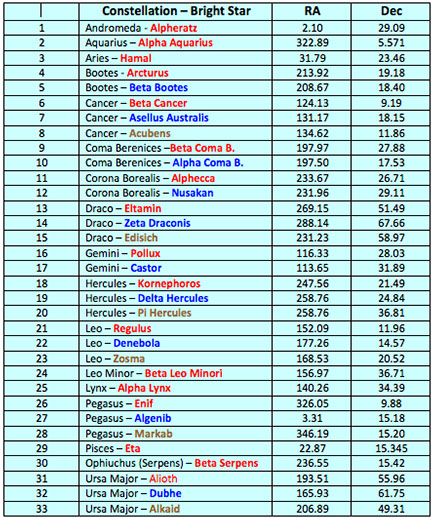 Constellation – Bright Star RA Dec
1 Andromeda - Alpheratz 2.10 29.09
2 Aquarius – Alpha Aquarius 322.89 5.571
3 Aries – Hamal 31.79 23.46
4 Bootes - Arcturus 213.92 19.18
5 Bootes – Beta Bootes 208.67 18.40
6 Cancer – Beta Cancer 124.13 9.19
7 Cancer – Asellus Australis 131.17 18.15
8 Cancer – Acubens 134.62 11.86
9 Coma Berenices –Beta Coma B. 197.97 27.88
10 Coma Berenices – Alpha Coma B. 197.50 17.53
11 Corona Borealis – Alphecca 233.67 26.71
12 Corona Borealis – Nusakan 231.96 29.11
13 Draco – Eltamin 269.15 51.49
14 Draco – Zeta Draconis 288.14 67.66
15 Draco – Edisich 231.23 58.97
16 Gemini – Pollux 116.33 28.03
17 Gemini – Castor 113.65 31.89
18 Hercules – Kornephoros 247.56 21.49
19 Hercules – Delta Hercules 258.76 24.84
20 Hercules – Pi Hercules 258.76 36.81
21 Leo – Regulus 152.09 11.96
22 Leo – Denebola 177.26 14.57
23 Leo – Zosma 168.53 20.52
24 Leo Minor – Beta Leo Minori 156.97 36.71
25 Lynx – Alpha Lynx 140.26 34.39
26 Pegasus – Enif 326.05 9.88
27 Pegasus – Algenib 3.31 15.18
28 Pegasus – Markab 346.19 15.20
29 Pisces – Eta 22.87 15.345
30 Ophiuchus (Serpens) – Beta Serpens 236.55 15.42
31 Ursa Major – Alioth 193.51 55.96
32 Ursa Major – Dubhe 165.93 61.75
33 Ursa Major – Alkaid 206.89 49.31